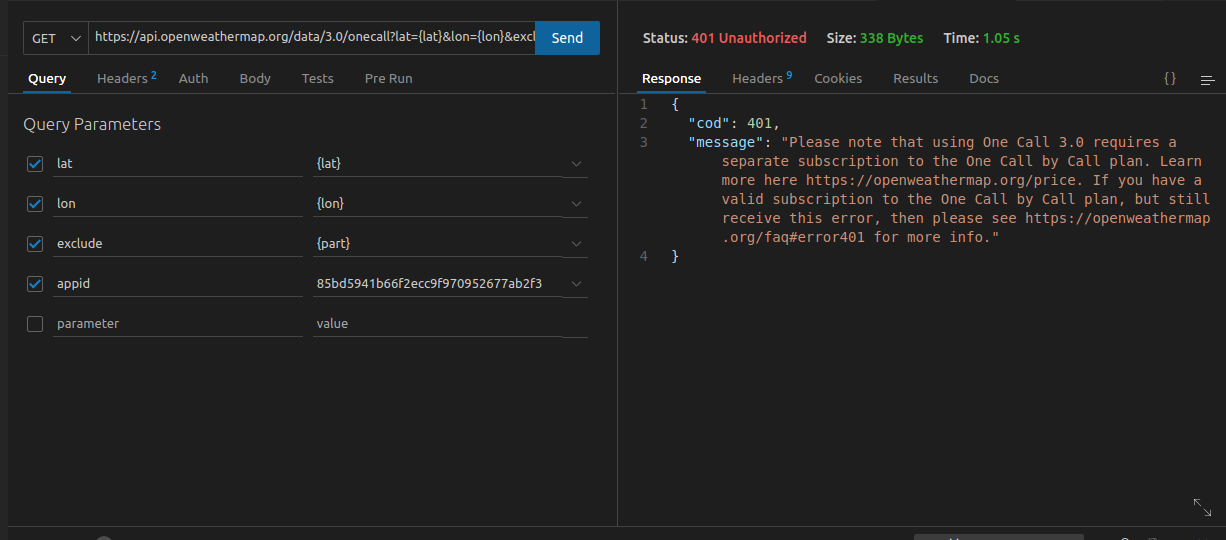 GET
https://api.openweathermap.org/data/3.0/onecall?lat={lat}&lon={lon}&excl
Send
Query Headers 2 Auth Body Tests Pre Run
Query Parameters
lat {lat}
lon {lon}
exclude {part}
appid 85bd5941b66f2ecc9f970952677ab2f3
parameter value
Status: 401 Unauthorized Size: 338 Bytes Time: 1.05 s
Response Headers 9 Cookies Results Docs {}
1 {
2 "cod": 401,
3 "message": "Please note that using One Call 3.0 requires a
separate subscription to the One Call by Call plan. Learn
more here https://openweathermap.org/price. If you have a
valid subscription to the One Call by Call plan, but still
receive this error, then please see https://openweathermap
.org/faq#error401 for more info."
4 }